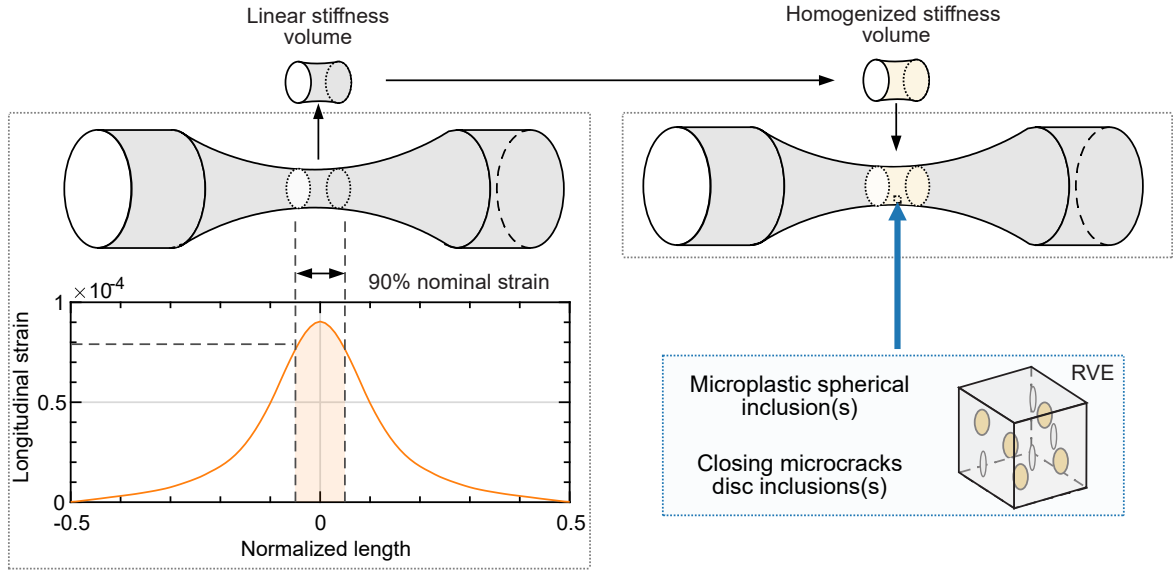 Linear stiffness
volume
Homogenized stiffness
volume
90% nominal strain
×10⁻⁴
1
0.5
0
Longitudinal strain
-0.5
0
0.5
Normalized length
RVE
Microplastic spherical
inclusion(s)
Closing microcracks
disc inclusions(s)